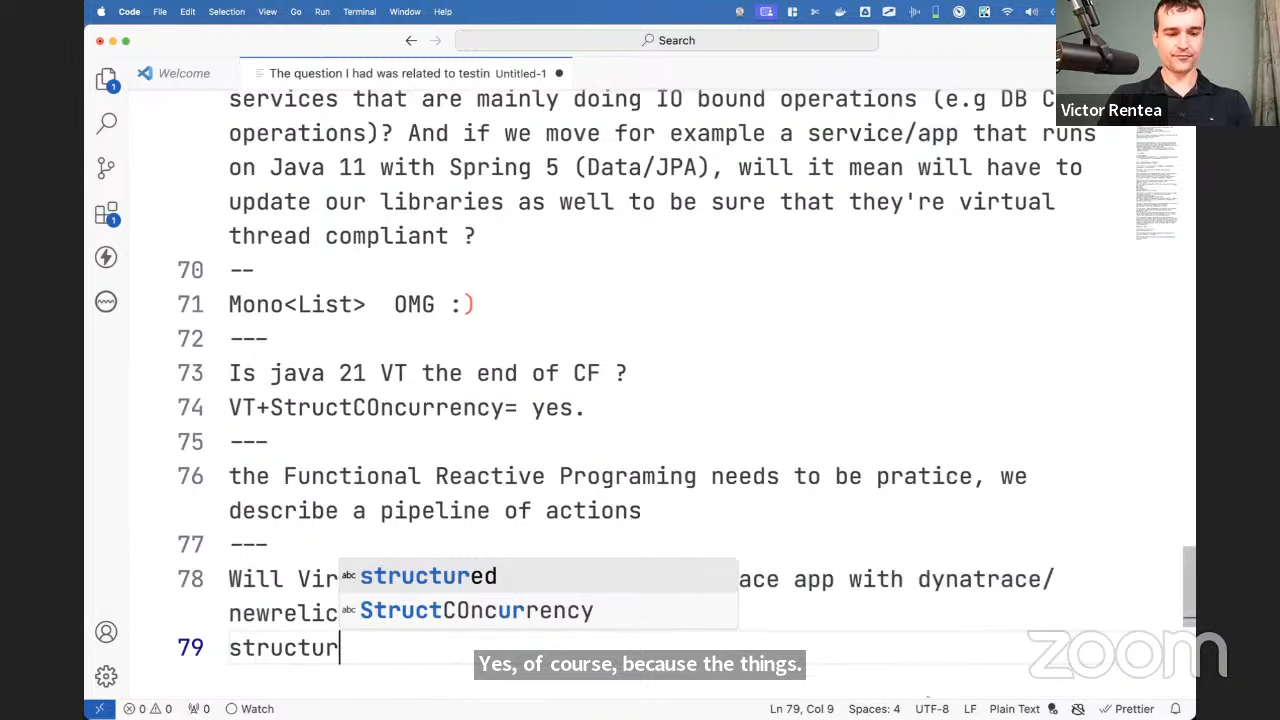 Code File Edit Selection View Go Run Terminal Window Help
Search
Victor Rentea
Welcome
The question I had was related to testin Untitled-1
services that are mainly doing IO bound operations (e.g DB C
operations)? And if we move for example a service/app that runs
on Java 11 with Spring 5 (Data/JPA), will it mean will have to
update our libraries as well to be sure that they're virtual
thread compliant ?
70 --
71 Mono<List> OMG :)
72 ---
73 Is java 21 VT the end of CF ?
74 VT+StructCOncurrency= yes.
75 ---
76 the Functional Reactive Programing needs to be pratice, we
describe a pipeline of actions
77 ---
78 Will Vir ace app with dynatrace/
newrelic
abc structured
abc StructCOncurrency
79 structur
Yes, of course, because the things.
zoom
1
1
0 0 0 Watch Ln 79, Col 9 Spaces: 4 UTF-8 LF Plain Text Prettier